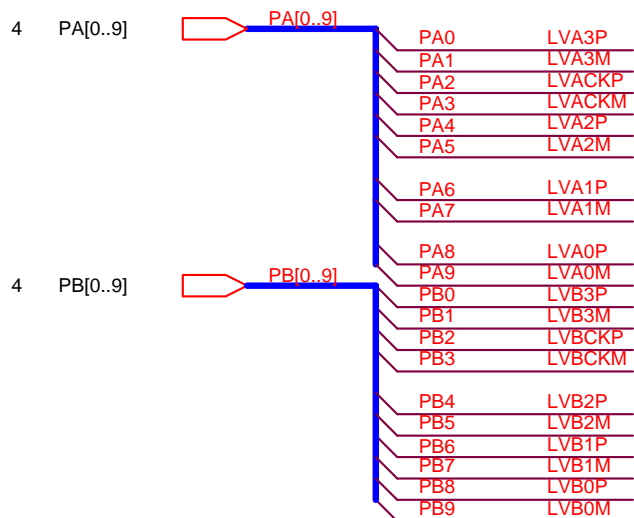 4 PA[0..9] PA[0..9]
PA0 LVA3P
PA1 LVA3M
PA2 LVACKP
PA3 LVACKM
PA4 LVA2P
PA5 LVA2M
PA6 LVA1P
PA7 LVA1M
PA8 LVA0P
PA9 LVA0M
4 PB[0..9] PB[0..9]
PB0 LVB3P
PB1 LVB3M
PB2 LVBCKP
PB3 LVBCKM
PB4 LVB2P
PB5 LVB2M
PB6 LVB1P
PB7 LVB1M
PB8 LVB0P
PB9 LVB0M